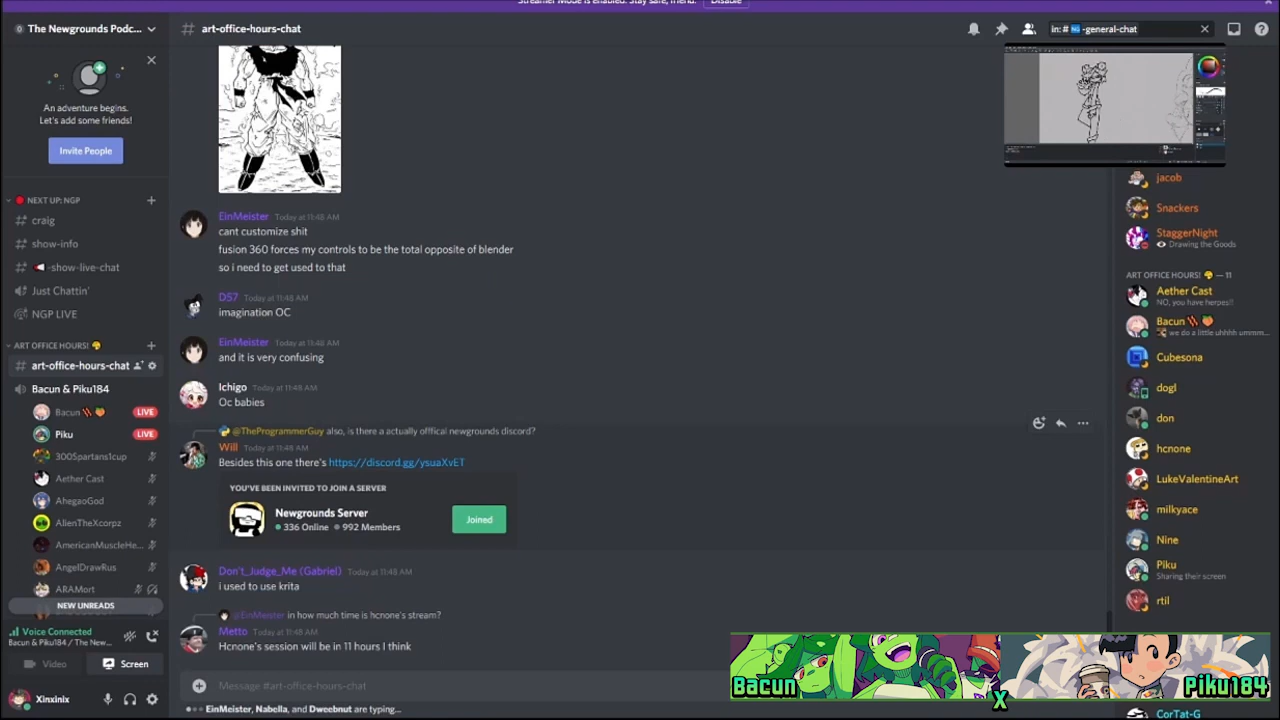 Streamer Mode is enabled. Stay safe, friend.
Disable
The Newgrounds Podc...
# art-office-hours-chat
in: # NG -general-chat
An adventure begins.
Let's add some friends!
Invite People
NEXT UP: NGP
# craig
# show-info
-show-live-chat
Just Chattin'
NGP LIVE
ART OFFICE HOURS!
# art-office-hours-chat
Bacun & Piku184
Bacun LIVE
Piku LIVE
300Spartans1cup
Aether Cast
AhegaoGod
AlienTheXcorpz
AmericanMuscleHe...
AngelDrawRus
ARAMort
NEW UNREADS
Voice Connected
Bacun & Piku184 / The New...
Video
Screen
Xinxinix
EinMeister Today at 11:48 AM
cant customize shit
fusion 360 forces my controls to be the total opposite of blender
so i need to get used to that
D57 Today at 11:48 AM
imagination OC
EinMeister Today at 11:48 AM
and it is very confusing
Ichigo Today at 11:48 AM
Oc babies
@TheProgrammerGuy also, is there a actually offfical newgrounds discord?
Will Today at 11:48 AM
Besides this one there's https://discord.gg/ysuaXvET
YOU'VE BEEN INVITED TO JOIN A SERVER
Newgrounds Server
336 Online 992 Members
Joined
Don't_Judge_Me (Gabriel) Today at 11:48 AM
i used to use krita
@EinMeister in how much time is hcnone's stream?
Metto Today at 11:48 AM
Hcnone's session will be in 11 hours I think
Message #art-office-hours-chat
EinMeister, Nabella, and Dweebnut are typing...
jacob
Snackers
StaggerNight
Drawing the Goods
ART OFFICE HOURS! — 11
Aether Cast
NO, you have herpes!!
Bacun
we do a little uhhhh ummm...
Cubesona
dogl
don
hcnone
LukeValentineArt
milkyace
Nine
Piku
Sharing their screen
rtil
CorTat-G
Bacun
X
Piku184